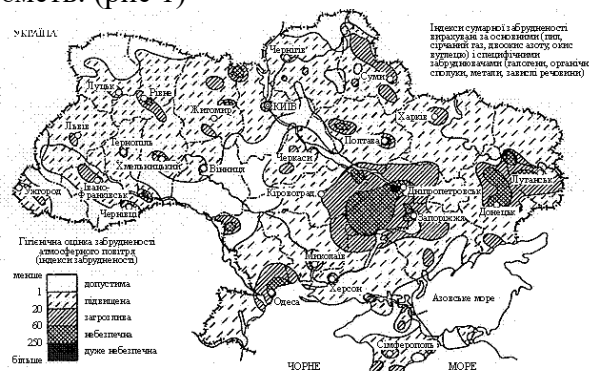 (рис 1)
УКРАЇНА
Індекси сумарної забрудненості
вирахувані за основними (пил,
сірчаний газ, двоокис азоту, окис
вуглецю) і специфічними
забруднювачами (галогени, органічні
сполуки, метали, завислі речовини)
Чернігів
Суми
Луцьк
Рівне
Житомир
КИЇВ
Харків
Львів
Тернопіль
Хмельницький
Полтава
Вінниця
Черкаси
Ужгород
Івано-
Франківськ
Чернівці
Кіровоград
Дніпропетровськ
Луганськ
Запоріжжя
Донецьк
Гігієнічна оцінка забрудненості
атмосферного повітря
(індекси забрудненості)
менше
допустима
1
підвищена
20
загрозлива
60
небезпечна
250
дуже небезпечна
більше
Миколаїв
Одеса
Херсон
Азовське море
Сімферополь
ЧОРНЕ МОРЕ